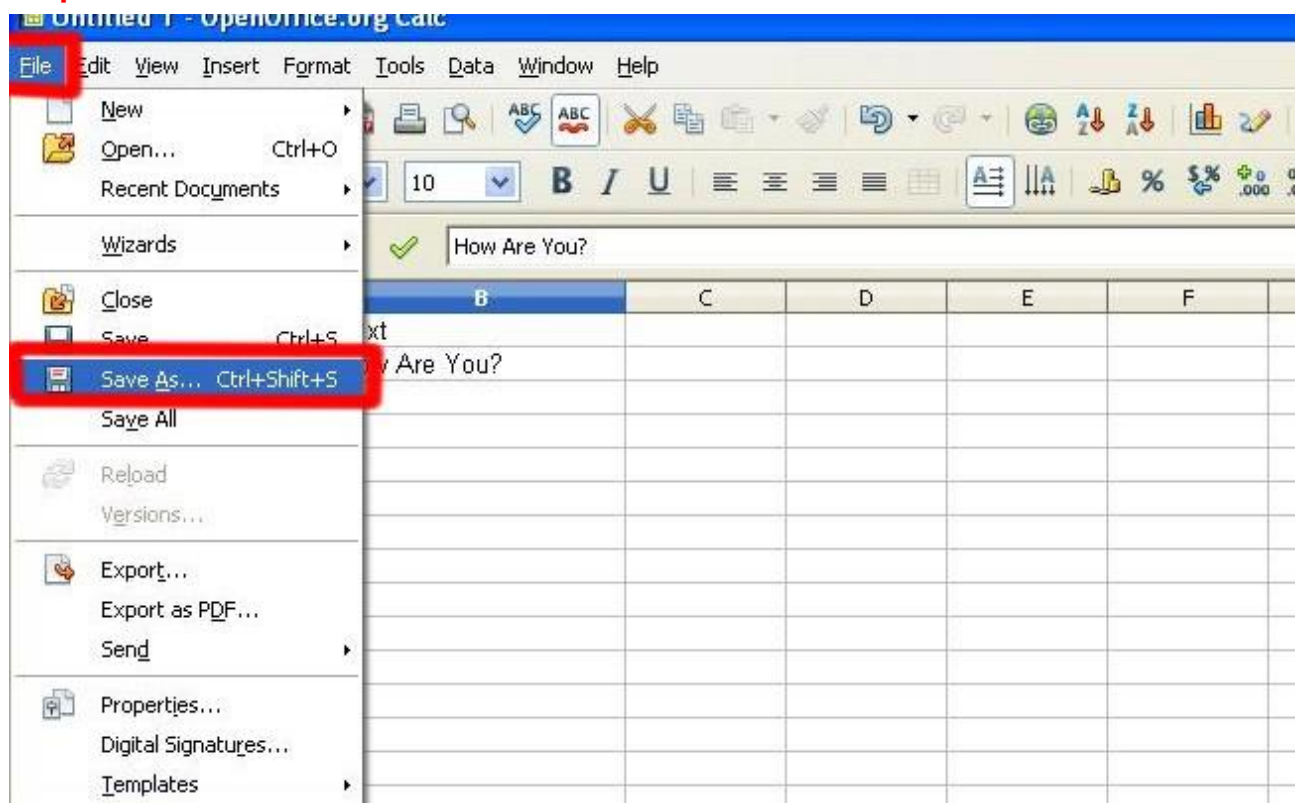 Untitled 1 - OpenOffice.org Calc
File Edit View Insert Format Tools Data Window Help
New
Open... Ctrl+O
Recent Documents
10 B I U
Wizards
How Are You?
Close
B C D E F
Save Ctrl+S
xt
Save As... Ctrl+Shift+S
Are You?
Save All
Reload
Versions...
Export...
Export as PDF...
Send
Properties...
Digital Signatures...
Templates